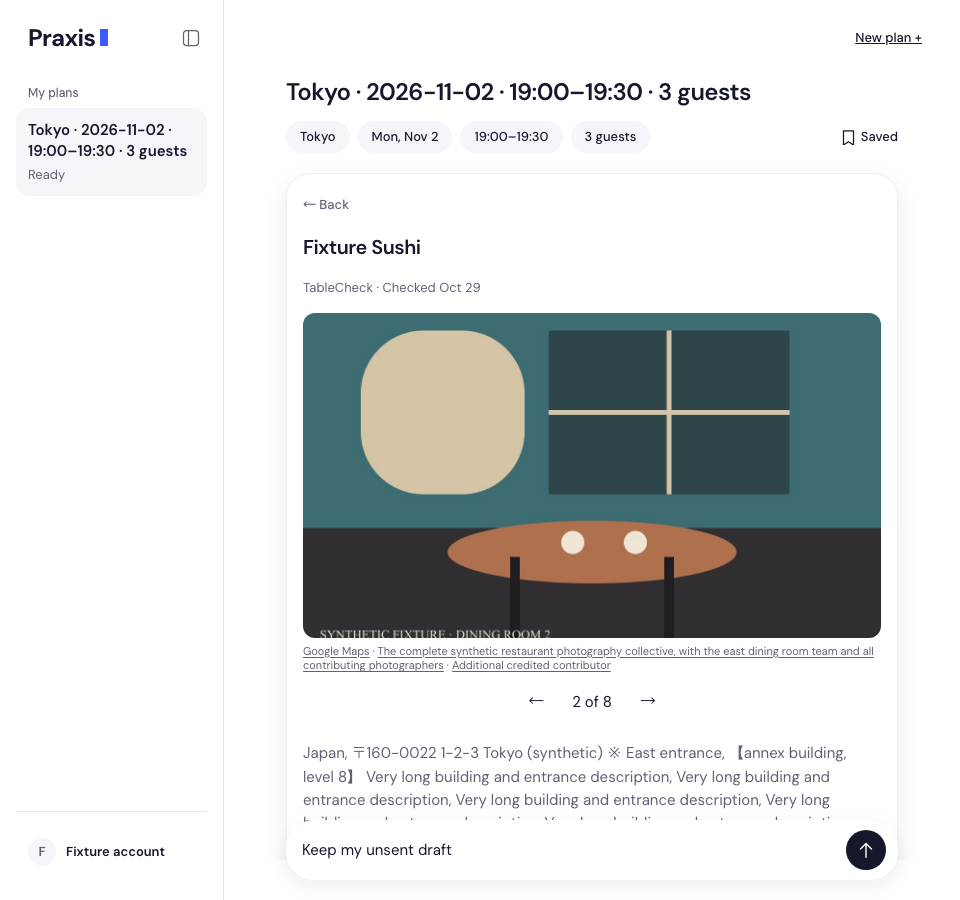 Praxis
New plan +
My plans
Tokyo · 2026-11-02 ·
19:00–19:30 · 3 guests
Ready
Tokyo · 2026-11-02 · 19:00–19:30 · 3 guests
Tokyo
Mon, Nov 2
19:00–19:30
3 guests
Saved
← Back
Fixture Sushi
TableCheck · Checked Oct 29
SYNTHETIC FIXTURE · DINING ROOM 2
Google Maps · The complete synthetic restaurant photography collective, with the east dining room team and all
contributing photographers · Additional credited contributor
← 2 of 8 →
Japan, 〒160-0022 1-2-3 Tokyo (synthetic) ※ East entrance, 【annex building,
level 8】 Very long building and entrance description, Very long building and
entrance description, Very long building and entrance description, Very long
Keep my unsent draft
F
Fixture account